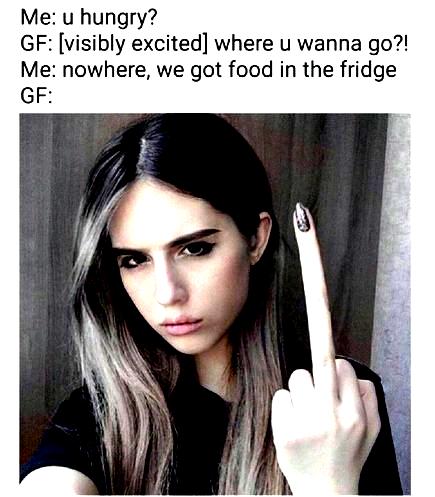 Me: u hungry?
GF: [visibly excited] where u wanna go?!
Me: nowhere, we got food in the fridge
GF: